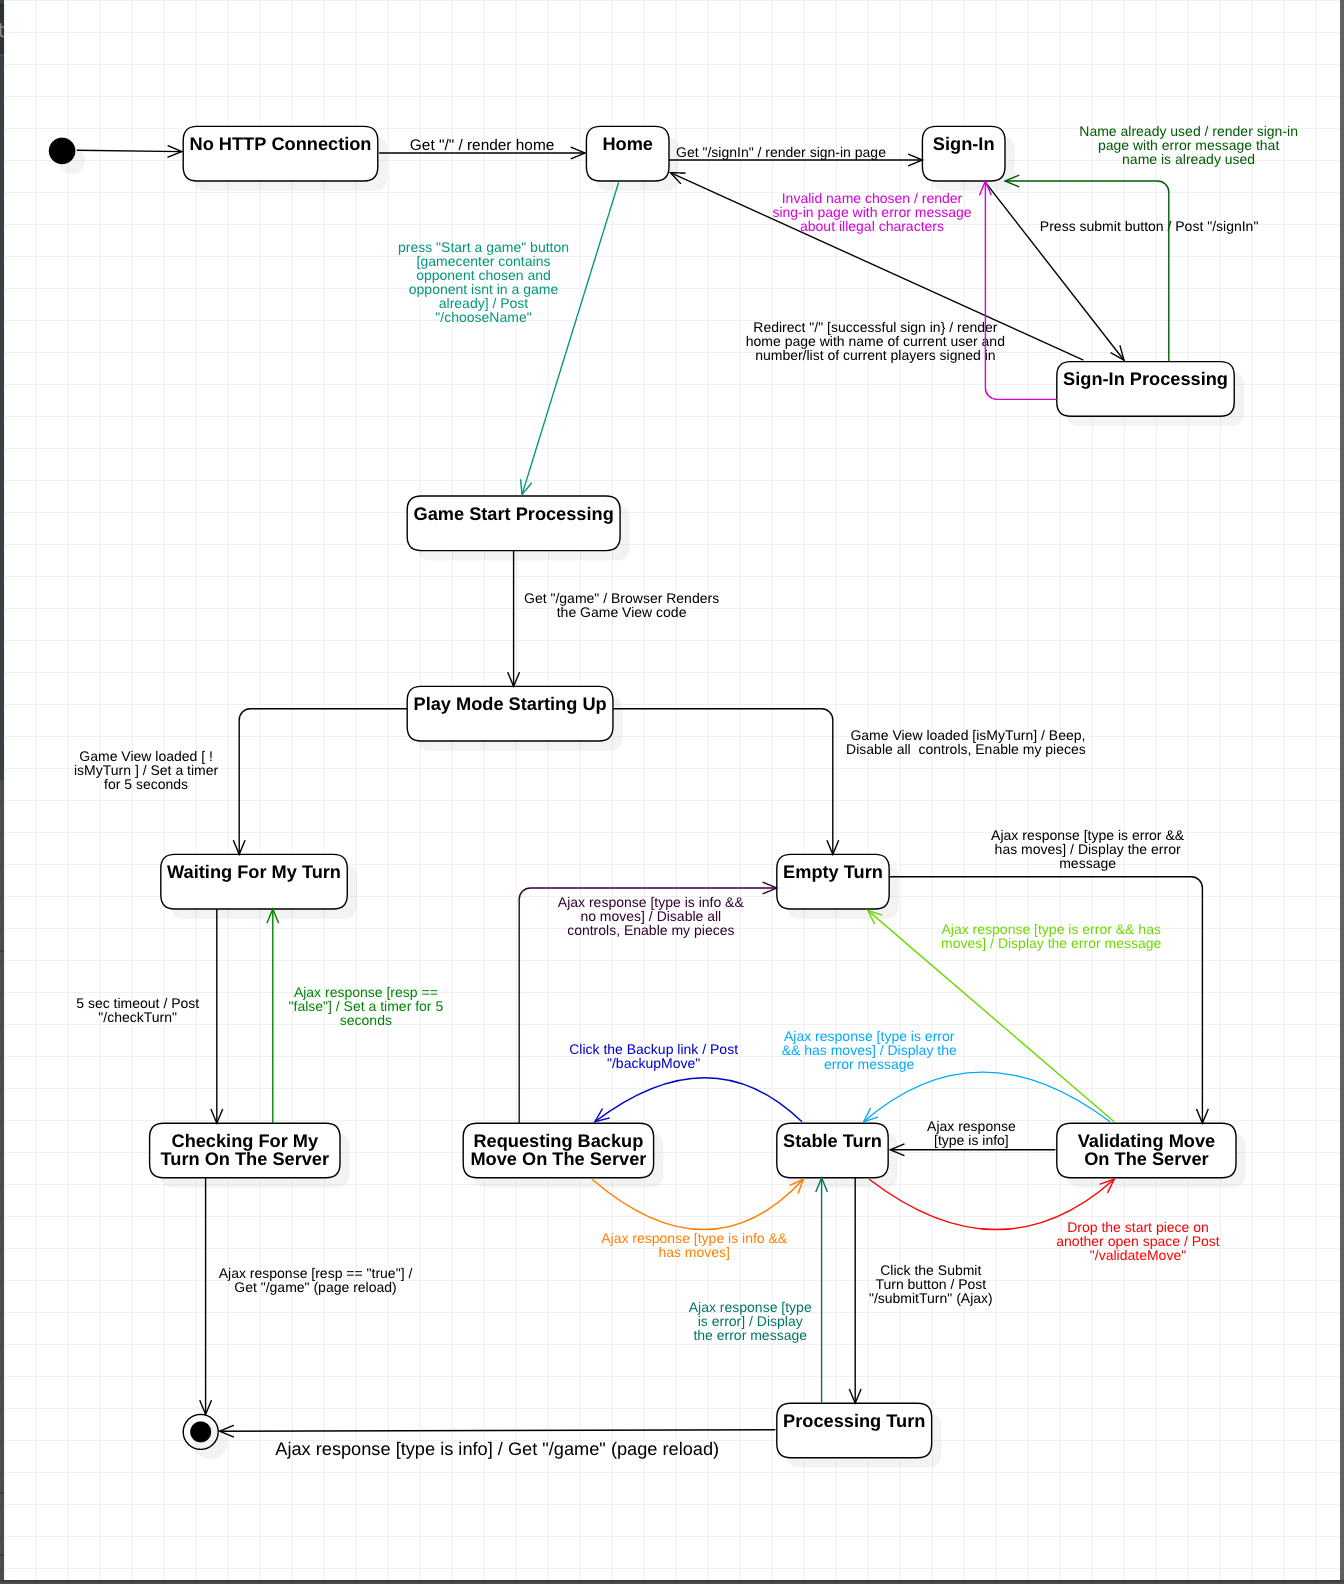 No HTTP Connection
Get "/" / render home
Home
Get "/signIn" / render sign-in page
Sign-In
Name already used / render sign-in
page with error message that
name is already used
Invalid name chosen / render
sing-in page with error message
about illegal characters
Press submit button / Post "/signIn"
press "Start a game" button
[gamecenter contains
opponent chosen and
opponent isnt in a game
already] / Post
"/chooseName"
Redirect "/" [successful sign in} / render
home page with name of current user and
number/list of current players signed in
Sign-In Processing
Game Start Processing
Get "/game" / Browser Renders
the Game View code
Play Mode Starting Up
Game View loaded [ !
isMyTurn ] / Set a timer
for 5 seconds
Game View loaded [isMyTurn] / Beep,
Disable all  controls, Enable my pieces
Ajax response [type is error &&
has moves] / Display the error
message
Waiting For My Turn
Empty Turn
Ajax response [type is info &&
no moves] / Disable all
controls, Enable my pieces
Ajax response [type is error && has
moves] / Display the error message
5 sec timeout / Post
"/checkTurn"
Ajax response [resp ==
"false"] / Set a timer for 5
seconds
Click the Backup link / Post
"/backupMove"
Ajax response [type is error
&& has moves] / Display the
error message
Checking For My
Turn On The Server
Requesting Backup
Move On The Server
Stable Turn
Ajax response
[type is info]
Validating Move
On The Server
Ajax response [type is info &&
has moves]
Drop the start piece on
another open space / Post
"/validateMove"
Ajax response [resp == "true"] /
Get "/game" (page reload)
Click the Submit
Turn button / Post
"/submitTurn" (Ajax)
Ajax response [type
is error] / Display
the error message
Processing Turn
Ajax response [type is info] / Get "/game" (page reload)